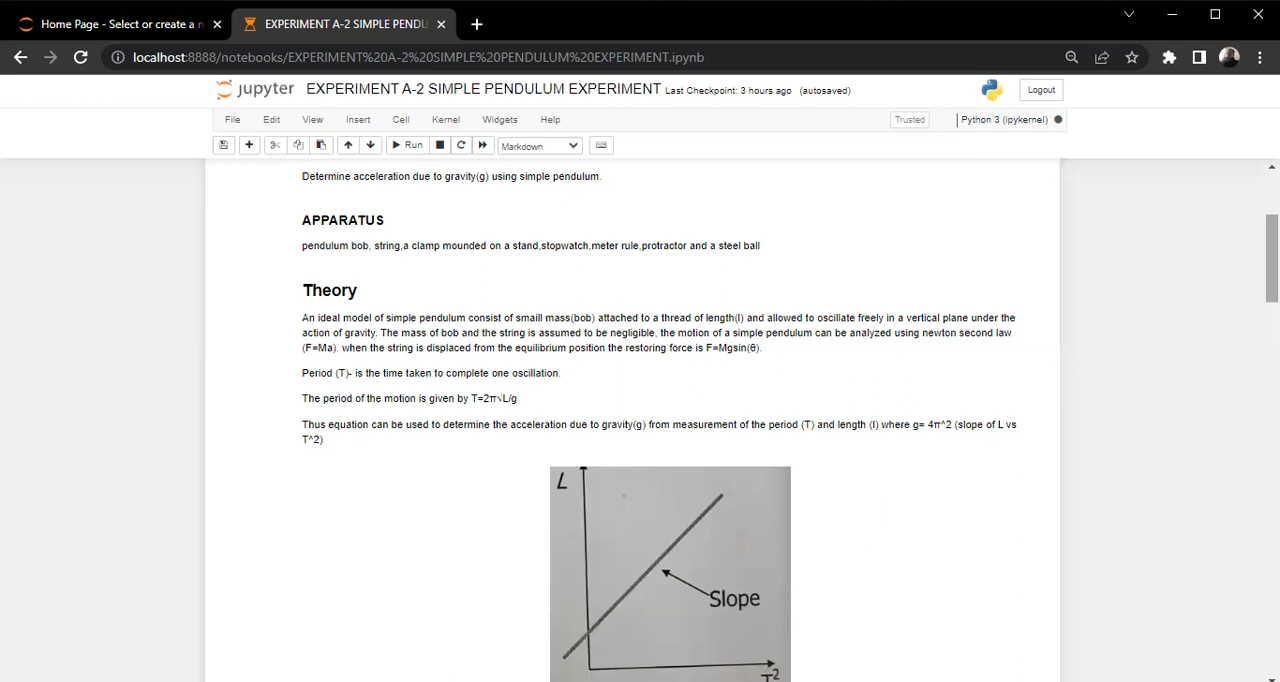 Home Page - Select or create a n
EXPERIMENT A-2 SIMPLE PENDU
localhost:8888/notebooks/EXPERIMENT%20A-2%20SIMPLE%20PENDULUM%20EXPERIMENT.ipynb
jupyter EXPERIMENT A-2 SIMPLE PENDULUM EXPERIMENT Last Checkpoint: 3 hours ago (autosaved) Logout
File Edit View Insert Cell Kernel Widgets Help Trusted Python 3 (ipykernel)
Run Markdown
Determine acceleration due to gravity(g) using simple pendulum.
APPARATUS
pendulum bob, string,a clamp mounded on a stand,stopwatch,meter rule,protractor and a steel ball
Theory
An ideal model of simple pendulum consist of smaill mass(bob) attached to a thread of length(l) and allowed to oscillate freely in a vertical plane under the
action of gravity. The mass of bob and the string is assumed to be negligible, the motion of a simple pendulum can be analyzed using newton second law
(F=Ma). when the string is displaced from the equilibrium position the restoring force is F=Mgsin(θ).
Period (T)- is the time taken to complete one oscillation.
The period of the motion is given by T=2π√L/g
Thus equation can be used to determine the acceleration due to gravity(g) from measurement of the period (T) and length (l) where g= 4π^2 (slope of L vs
T^2)
L
Slope
T²